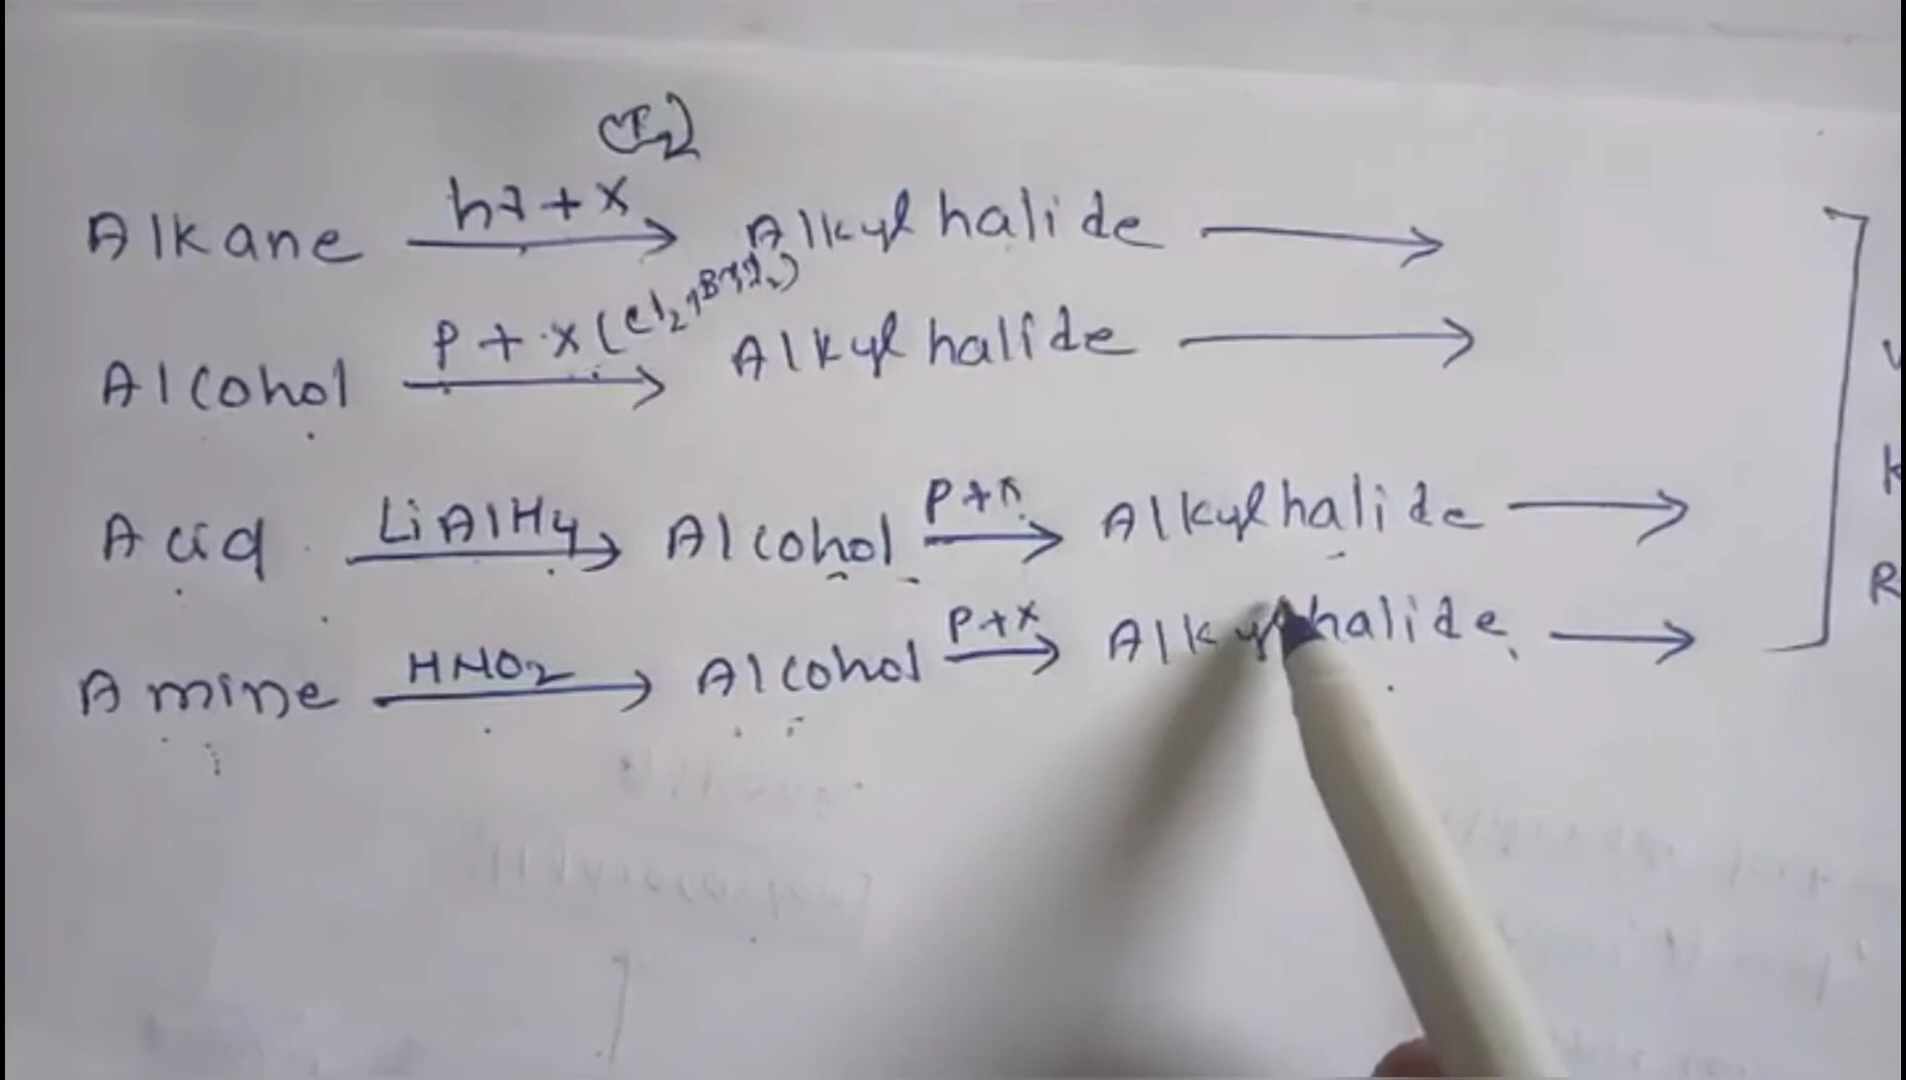 Alkane hν + X Alkyl halide
Alcohol P + X (Cl2, Br2, I2) Alkyl halide
Acid LiAlH4 Alcohol P+X Alkyl halide
Amine HNO2 Alcohol P+X Alkyl halide
K
R